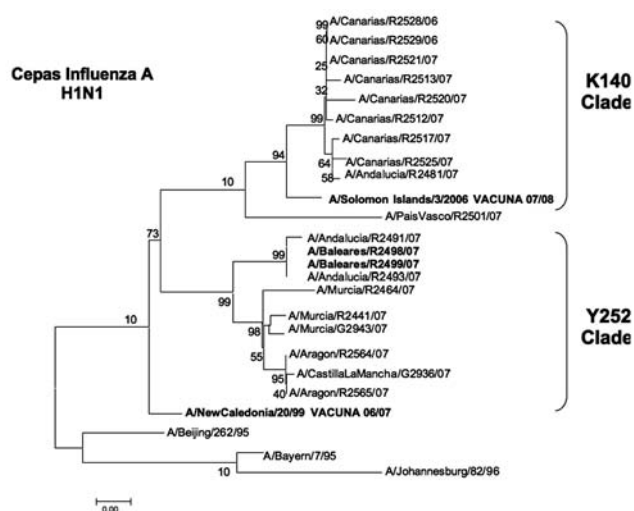 Cepas Influenza A
H1N1
99
A/Canarias/R2528/06
60
A/Canarias/R2529/06
25
A/Canarias/R2521/07
A/Canarias/R2513/07
32
A/Canarias/R2520/07
99
A/Canarias/R2512/07
A/Canarias/R2517/07
64
A/Canarias/R2525/07
58
A/Andalucia/R2481/07
94
A/Solomon Islands/3/2006 VACUNA 07/08
10
A/PaisVasco/R2501/07
K140
Clade
73
A/Andalucia/R2491/07
99
A/Baleares/R2498/07
A/Baleares/R2499/07
A/Andalucia/R2493/07
99
A/Murcia/R2464/07
A/Murcia/R2441/07
98
A/Murcia/G2943/07
55
A/Aragon/R2564/07
95
A/CastillaLaMancha/G2936/07
40
A/Aragon/R2565/07
10
A/NewCaledonia/20/99 VACUNA 06/07
Y252
Clade
A/Beijing/262/95
A/Bayern/7/95
10
A/Johannesburg/82/96
0.00